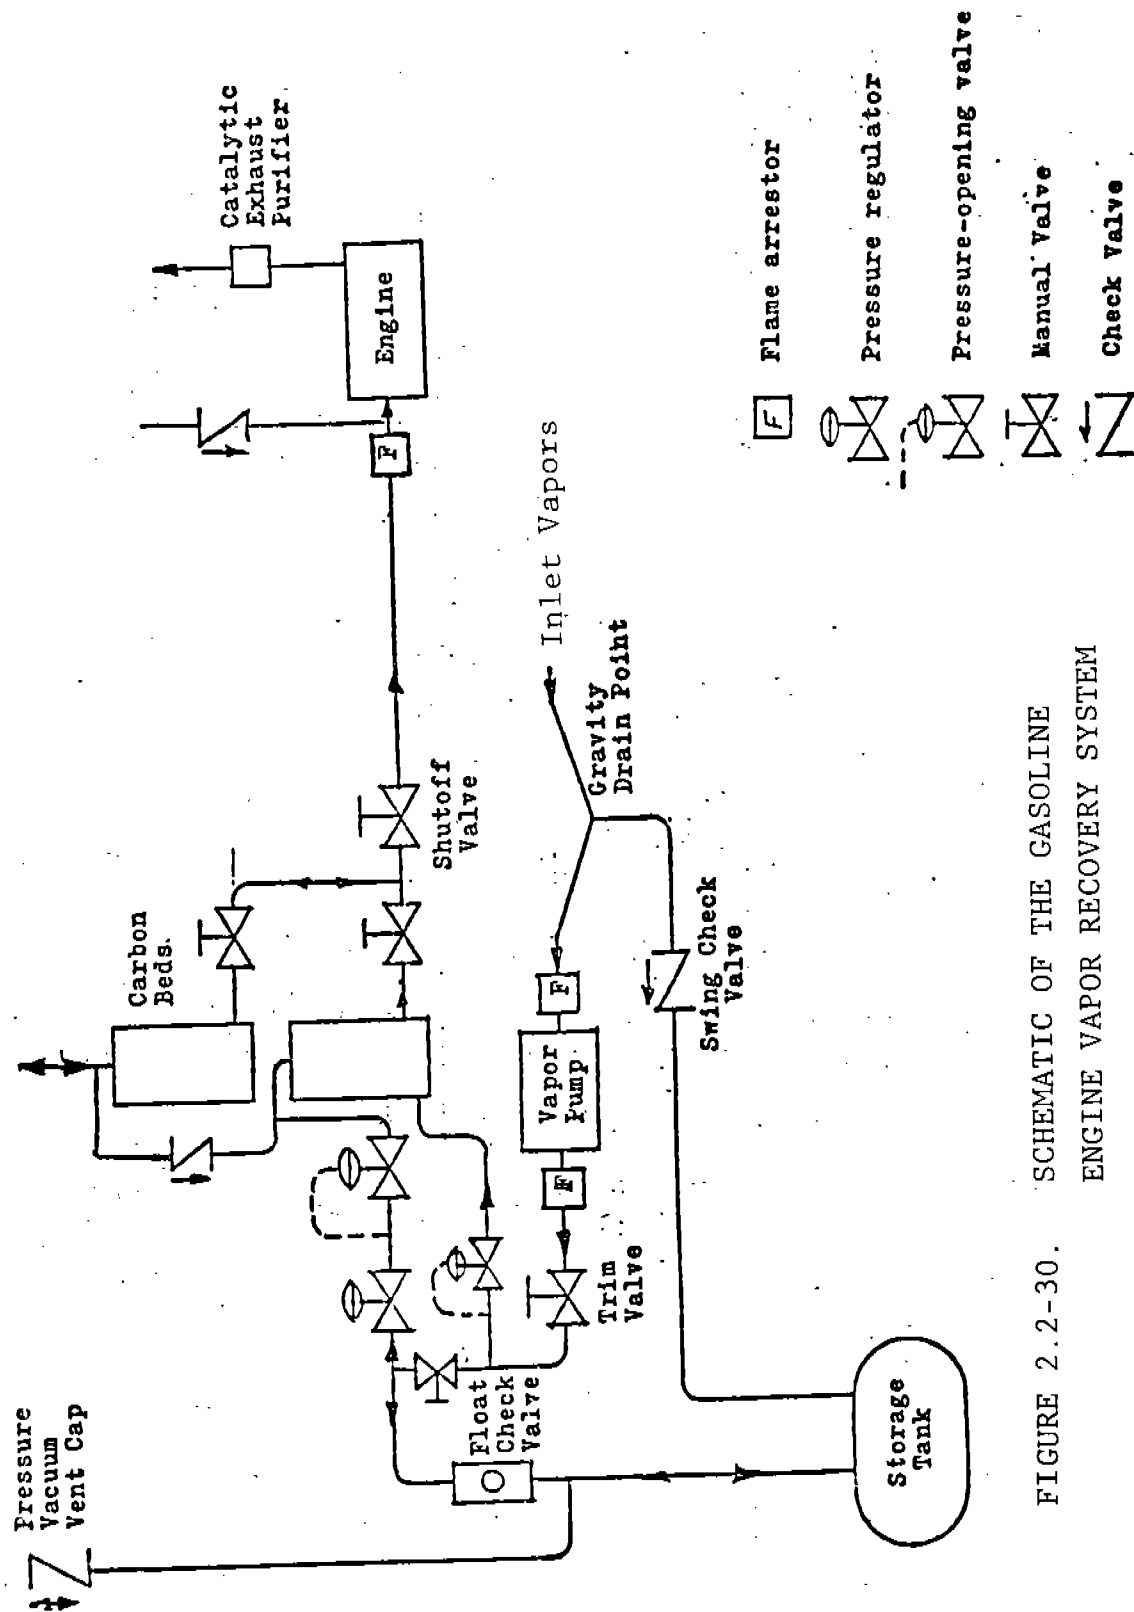 Pressure
Vacuum
Vent Cap
Carbon
Beds.
Catalytic
Exhaust
Purifier
Engine
F
Shutoff
Valve
Float
Check
Valve
Trim
Valve
F
Vapor
Pump
F
Inlet Vapors
Gravity
Drain Point
Swing Check
Valve
Storage
Tank
F
Flame arrestor
Pressure regulator
Pressure-opening valve
Manual Valve
Check Valve
FIGURE 2.2-30. SCHEMATIC OF THE GASOLINE
ENGINE VAPOR RECOVERY SYSTEM